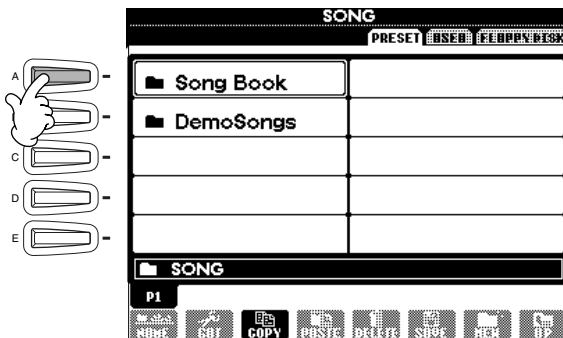 SONG
PRESET USER FLOPPY DISK
A
Song Book
DemoSongs
C
D
E
SONG
P1
NAME CUT COPY PASTE DELETE SAVE NEW UP